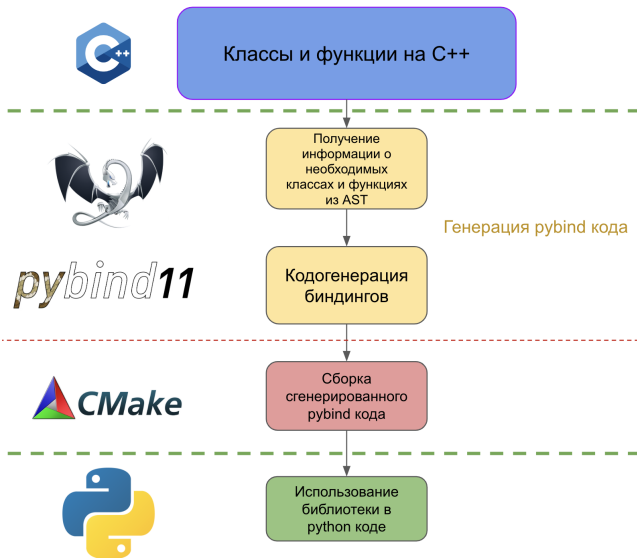 C++
Классы и функции на C++
Получение
информации о
необходимых
классах и функциях
из AST
Генерация pybind кода
pybind11
Кодогенерация
биндингов
CMake
Сборка
сгенерированного
pybind кода
Использование
библиотеки в
python коде